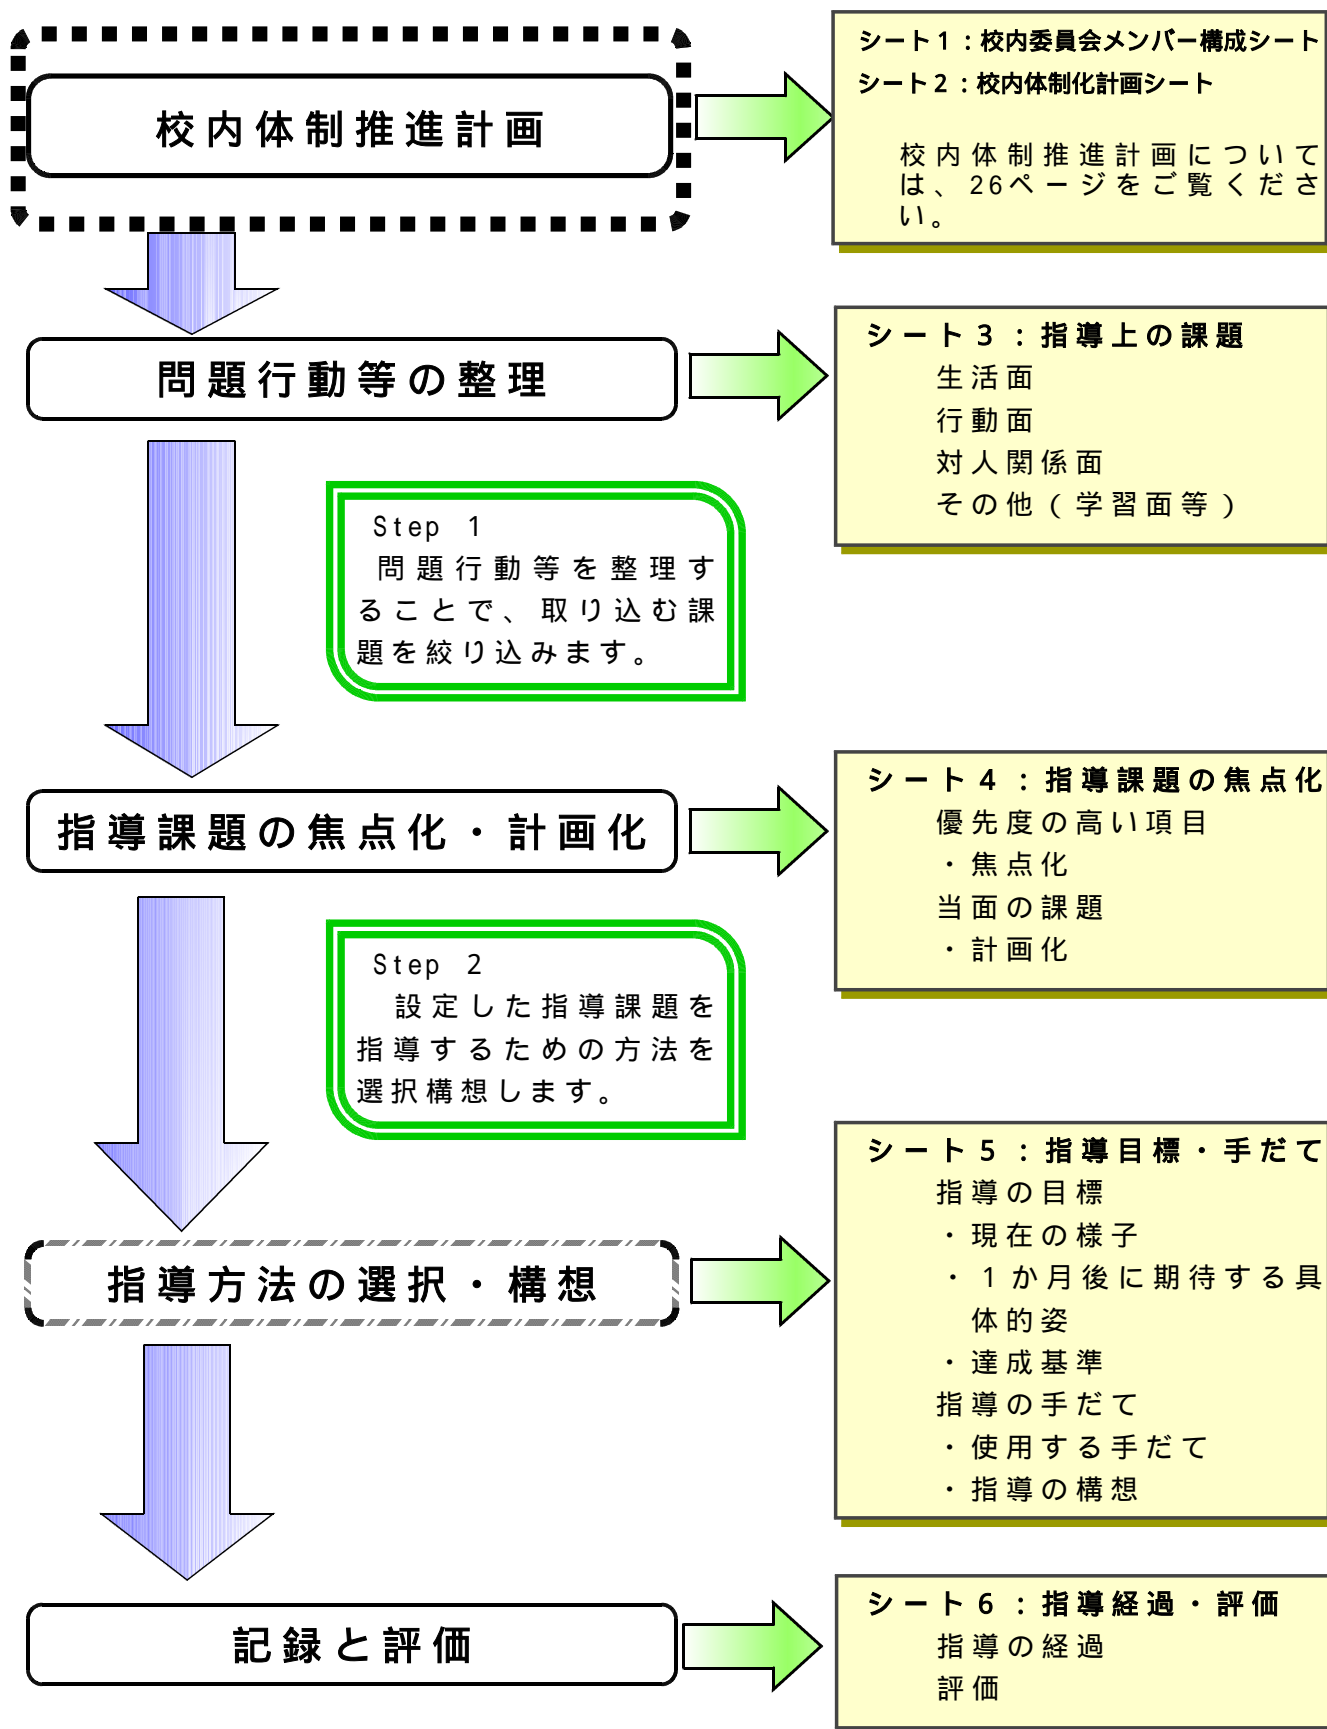 校内体制推進計画
シート1：校内委員会メンバー構成シート
シート2：校内体制化計画シート
校内体制推進計画について
は、26ページをご覧くださ
い。
問題行動等の整理
シート3：指導上の課題
生活面
行動面
対人関係面
その他（学習面等）
Step 1
問題行動等を整理す
ることで、取り込む課
題を絞り込みます。
指導課題の焦点化・計画化
シート4：指導課題の焦点化
優先度の高い項目
・焦点化
当面の課題
・計画化
Step 2
設定した指導課題を
指導するための方法を
選択構想します。
指導方法の選択・構想
シート5：指導目標・手だて
指導の目標
・現在の様子
・1か月後に期待する具
体的姿
・達成基準
指導の手だて
・使用する手だて
・指導の構想
記録と評価
シート6：指導経過・評価
指導の経過
評価